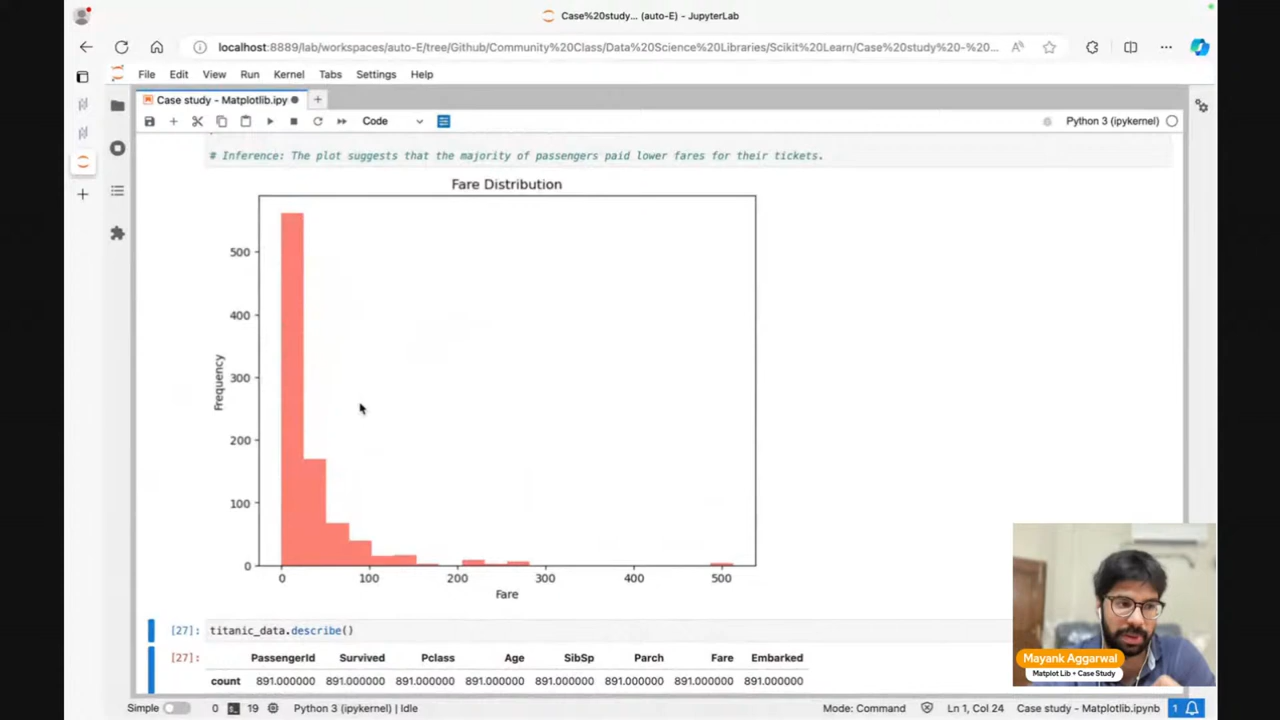 Case%20study... (auto-E) - JupyterLab
localhost:8889/lab/workspaces/auto-E/tree/Github/Community%20Class/Data%20Science%20Libraries/Scikit%20Learn/Case%20study%20-%20...
File Edit View Run Kernel Tabs Settings Help
Case study - Matplotlib.ipy
Code
Python 3 (ipykernel)
# Inference: The plot suggests that the majority of passengers paid lower fares for their tickets.
Fare Distribution
500
400
300
200
100
0
Frequency
0 100 200 300 400 500
Fare
[27]: titanic_data.describe()
[27]: PassengerId Survived Pclass Age SibSp Parch Fare Embarked
count 891.000000 891.000000 891.000000 891.000000 891.000000 891.000000 891.000000 891.000000
Mayank Aggarwal
Matplot Lib + Case Study
Simple 0 19 Python 3 (ipykernel) | Idle Mode: Command Ln 1, Col 24 Case study - Matplotlib.ipynb 1